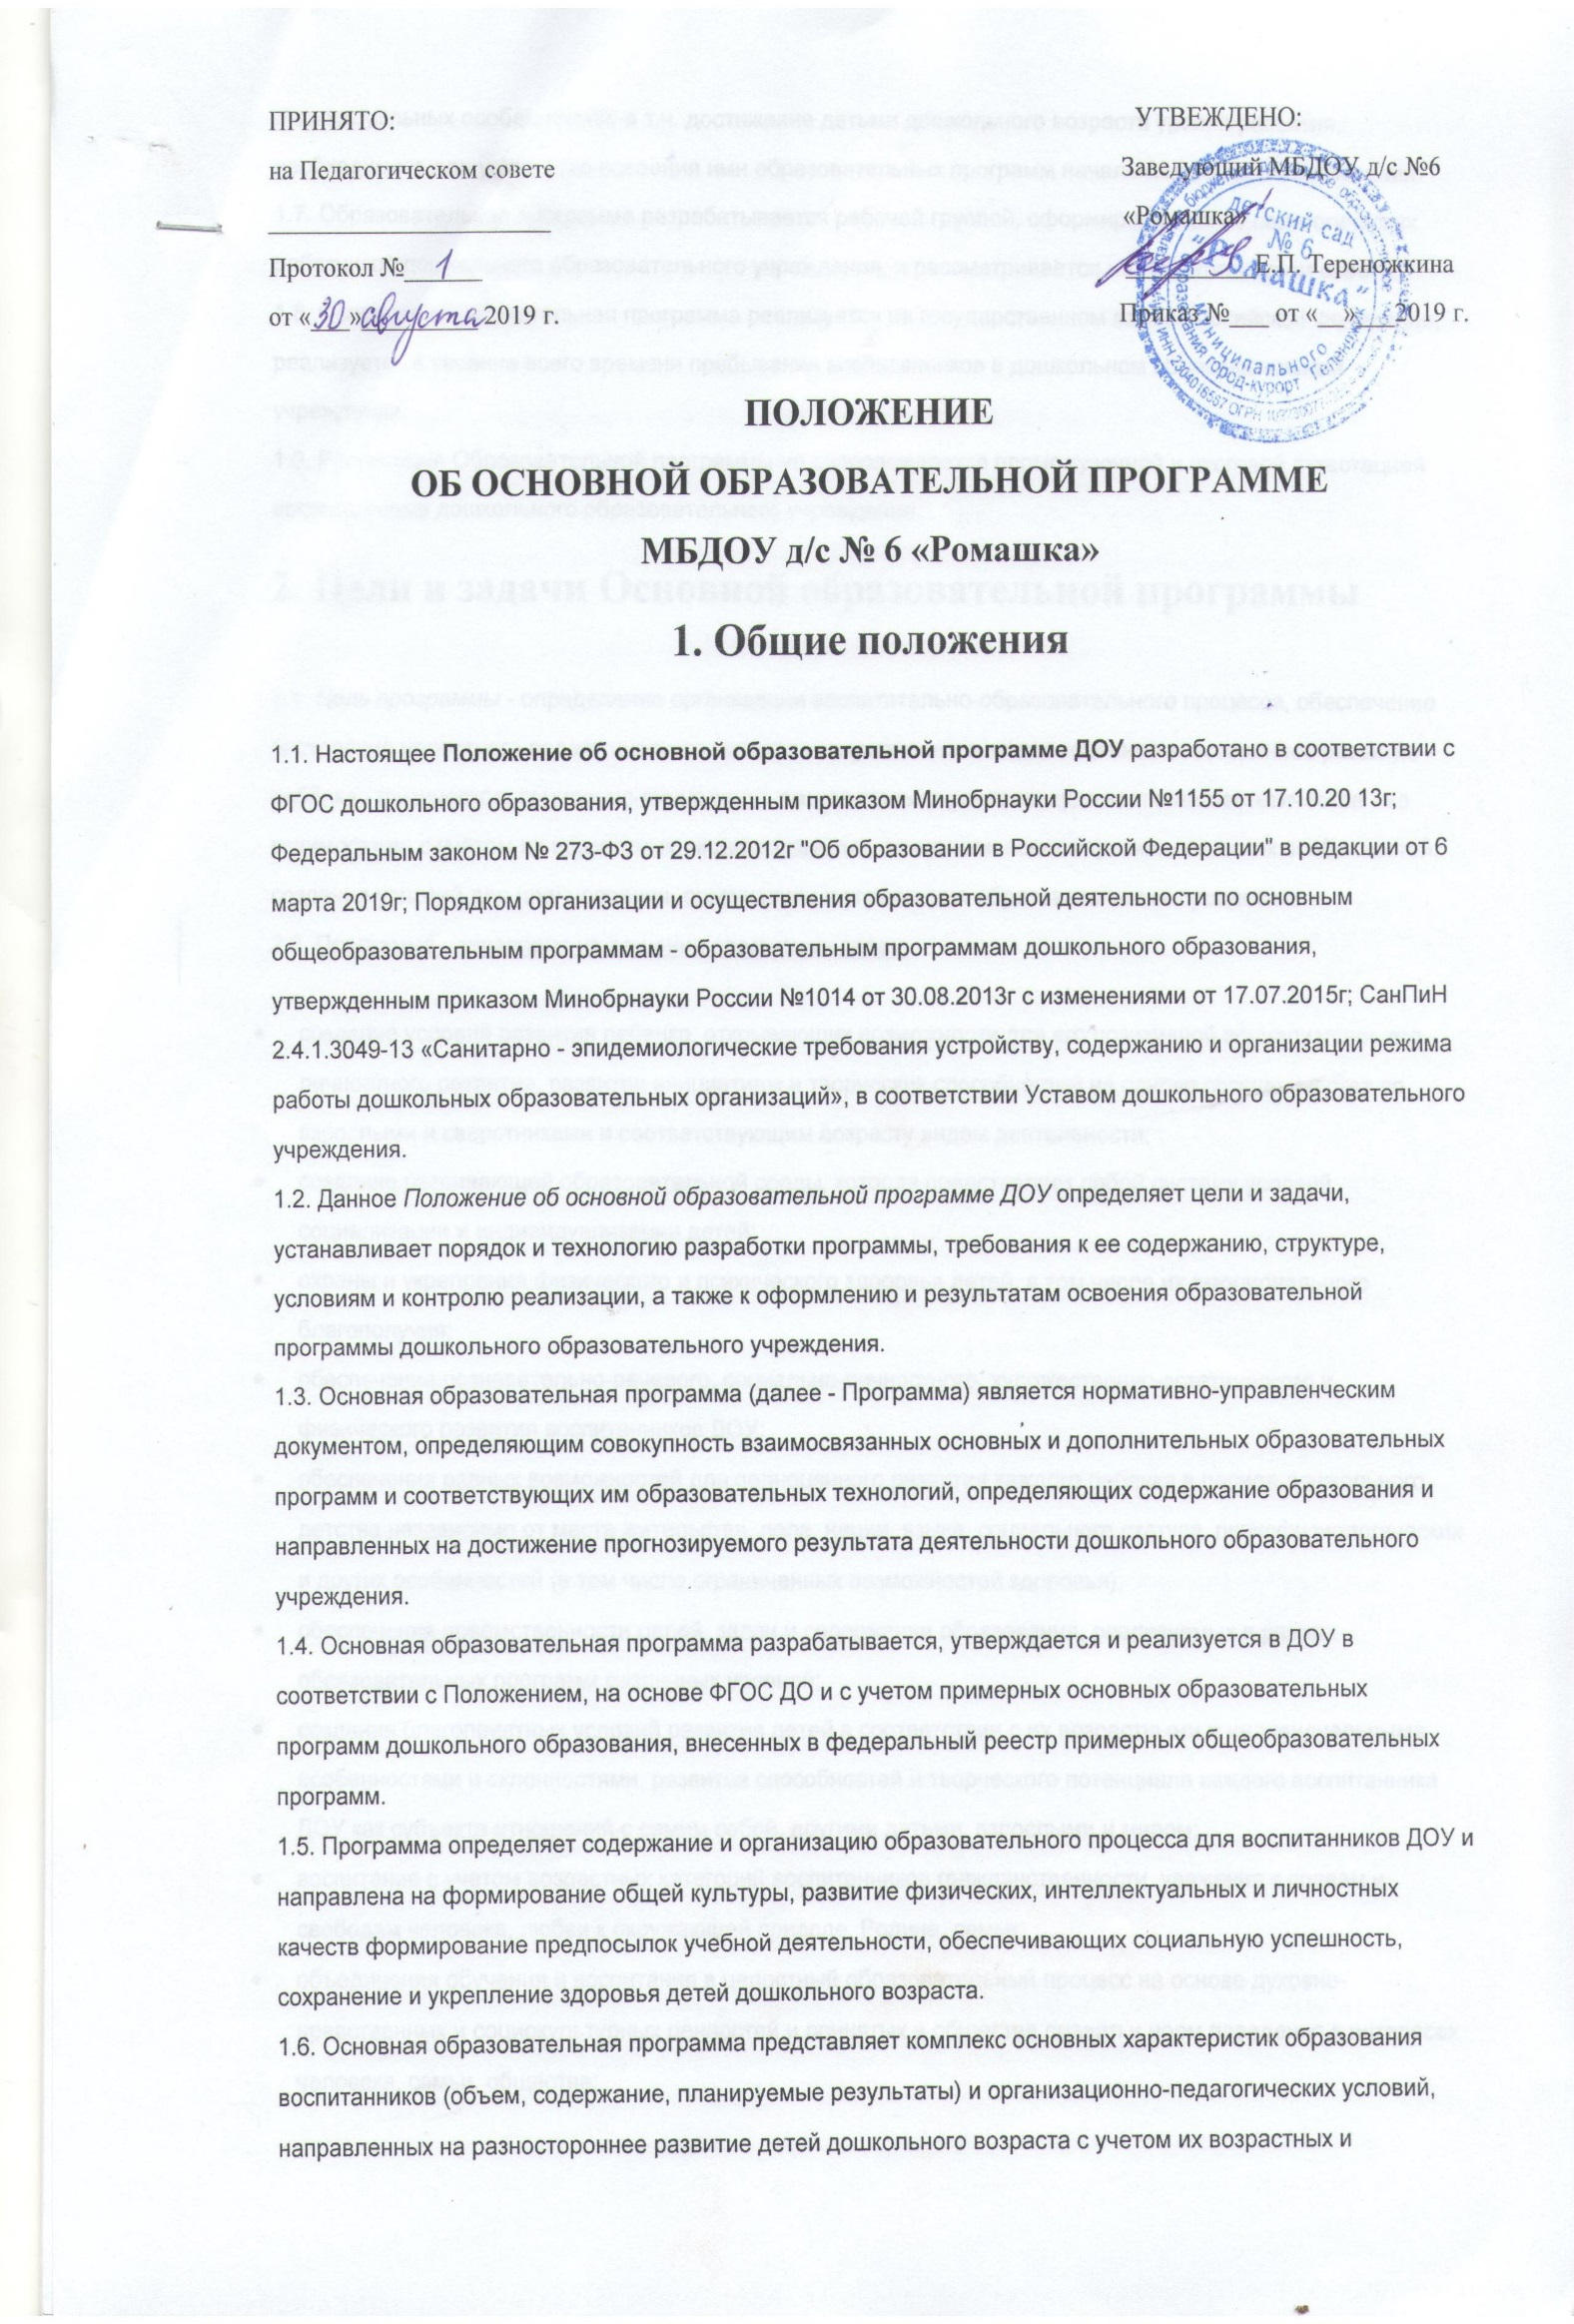 ПРИНЯТО:
на Педагогическом совете
Протокол № 1
от «30» августа 2019 г.
УТВЕЖДЕНО:
Заведующий МБДОУ д/с №6
«Ромашка»
Е.П. Тереножкина
Приказ №___ от «__»___2019 г.
детский сад
№ 6
"Ромашка"
муниципального
образования город-курорт Геленджик
ПОЛОЖЕНИЕ
ОБ ОСНОВНОЙ ОБРАЗОВАТЕЛЬНОЙ ПРОГРАММЕ
МБДОУ д/с № 6 «Ромашка»
1. Общие положения
1.1. Настоящее Положение об основной образовательной программе ДОУ разработано в соответствии с
ФГОС дошкольного образования, утвержденным приказом Минобрнауки России №1155 от 17.10.20 13г;
Федеральным законом № 273-ФЗ от 29.12.2012г "Об образовании в Российской Федерации" в редакции от 6
марта 2019г; Порядком организации и осуществления образовательной деятельности по основным
общеобразовательным программам - образовательным программам дошкольного образования,
утвержденным приказом Минобрнауки России №1014 от 30.08.2013г с изменениями от 17.07.2015г; СанПиН
2.4.1.3049-13 «Санитарно - эпидемиологические требования устройству, содержанию и организации режима
работы дошкольных образовательных организаций», в соответствии Уставом дошкольного образовательного
учреждения.
1.2. Данное Положение об основной образовательной программе ДОУ определяет цели и задачи,
устанавливает порядок и технологию разработки программы, требования к ее содержанию, структуре,
условиям и контролю реализации, а также к оформлению и результатам освоения образовательной
программы дошкольного образовательного учреждения.
1.3. Основная образовательная программа (далее - Программа) является нормативно-управленческим
документом, определяющим совокупность взаимосвязанных основных и дополнительных образовательных
программ и соответствующих им образовательных технологий, определяющих содержание образования и
направленных на достижение прогнозируемого результата деятельности дошкольного образовательного
учреждения.
1.4. Основная образовательная программа разрабатывается, утверждается и реализуется в ДОУ в
соответствии с Положением, на основе ФГОС ДО и с учетом примерных основных образовательных
программ дошкольного образования, внесенных в федеральный реестр примерных общеобразовательных
программ.
1.5. Программа определяет содержание и организацию образовательного процесса для воспитанников ДОУ и
направлена на формирование общей культуры, развитие физических, интеллектуальных и личностных
качеств формирование предпосылок учебной деятельности, обеспечивающих социальную успешность,
сохранение и укрепление здоровья детей дошкольного возраста.
1.6. Основная образовательная программа представляет комплекс основных характеристик образования
воспитанников (объем, содержание, планируемые результаты) и организационно-педагогических условий,
направленных на разностороннее развитие детей дошкольного возраста с учетом их возрастных и